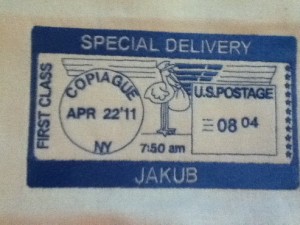 SPECIAL DELIVERY
FIRST CLASS
COPIAGUE
APR 22'11
NY
7:50 am
U.S.POSTAGE
08 04
JAKUB